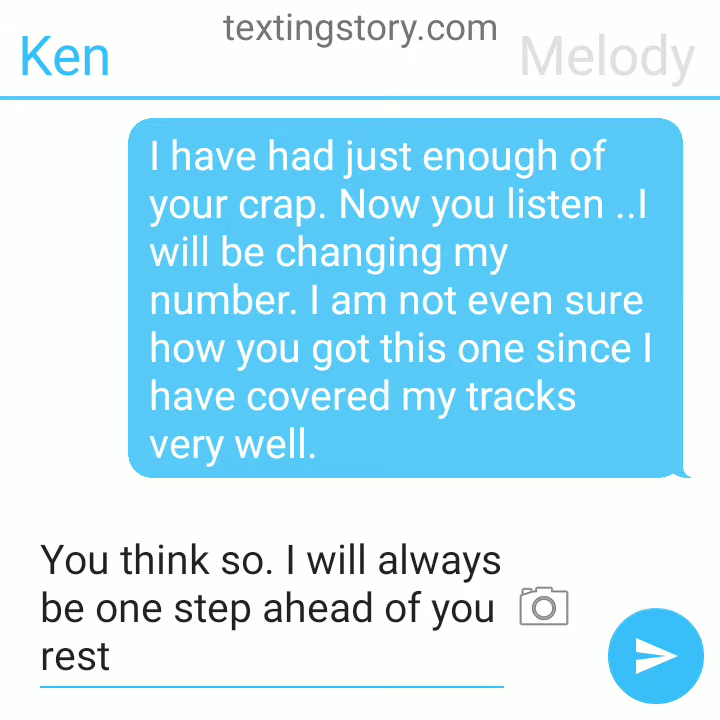 textingstory.com
Ken
Melody
I have had just enough of
your crap. Now you listen ..I
will be changing my
number. I am not even sure
how you got this one since I
have covered my tracks
very well.
You think so. I will always
be one step ahead of you
rest